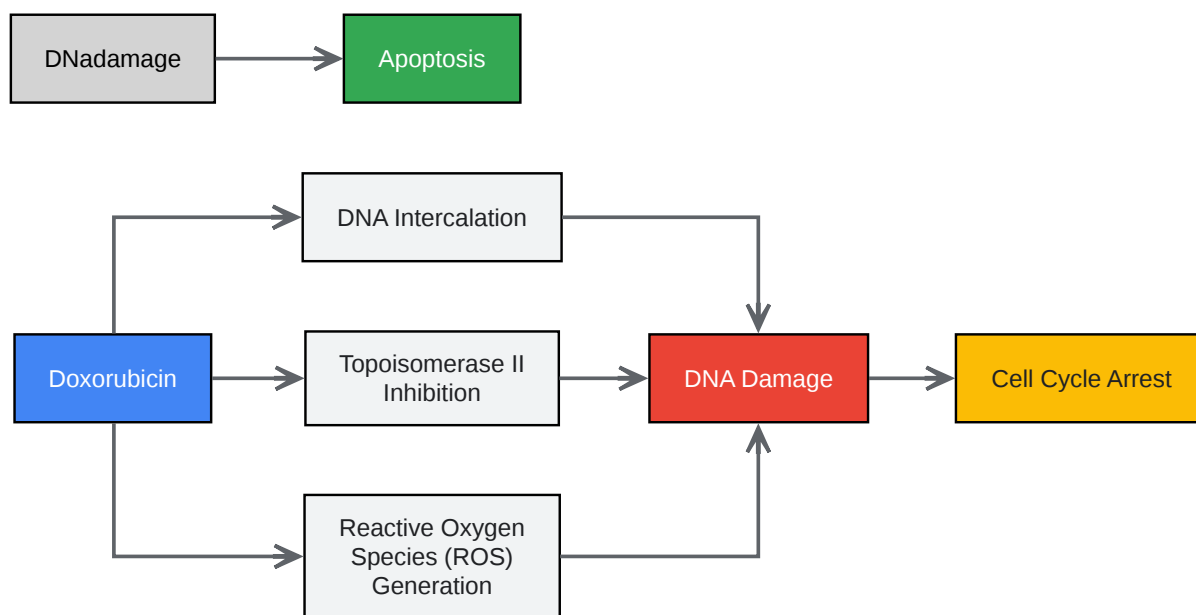 DNadamage
Apoptosis
DNA Intercalation
Doxorubicin
Topoisomerase II
Inhibition
DNA Damage
Cell Cycle Arrest
Reactive Oxygen
Species (ROS)
Generation